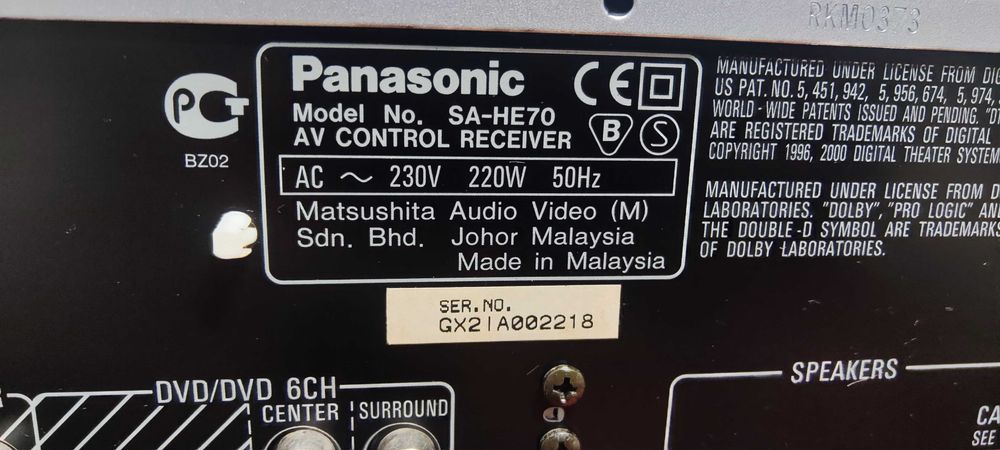 RKM0373
Panasonic
Model No. SA-HE70
AV CONTROL RECEIVER
CE
B
S
PCT
BZ02
AC ~ 230V 220W 50Hz
Matsushita Audio Video (M)
Sdn. Bhd. Johor Malaysia
Made in Malaysia
MANUFACTURED UNDER LICENSE FROM
US PAT. NO. 5, 451, 942, 5, 956, 674, 5, 974,
WORLD-WIDE PATENTS ISSUED AND PENDING.
ARE REGISTERED TRADEMARKS OF DIGITAL
COPYRIGHT 1996, 2000 DIGITAL THEATER SYSTEM
MANUFACTURED UNDER LICENSE FROM
LABORATORIES. "DOLBY", "PRO LOGIC"
THE DOUBLE-D SYMBOL ARE TRADEMARKS
OF DOLBY LABORATORIES.
SER.NO.
GX2IA002218
DVD/DVD 6CH
CENTER
SURROUND
SPEAKERS
SEE